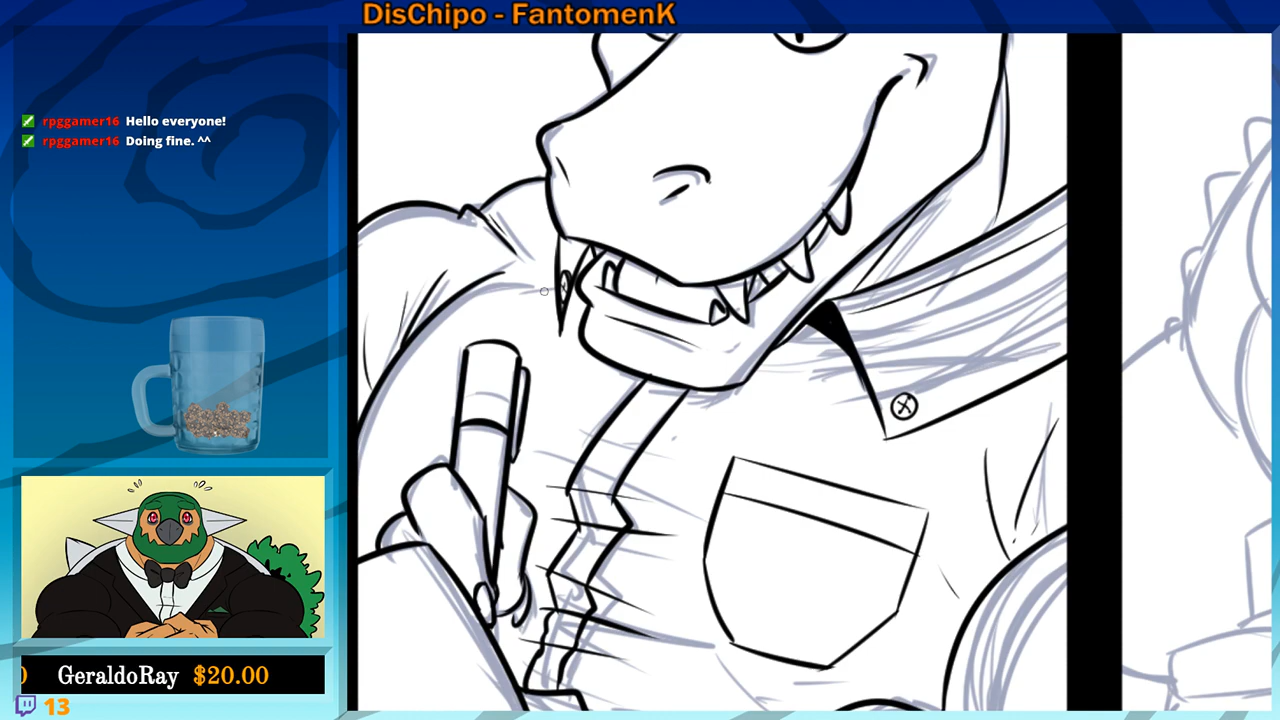 DisChipo - FantomenK
rpggamer16 Hello everyone!
rpggamer16 Doing fine. ^^
GeraldoRay $20.00
13